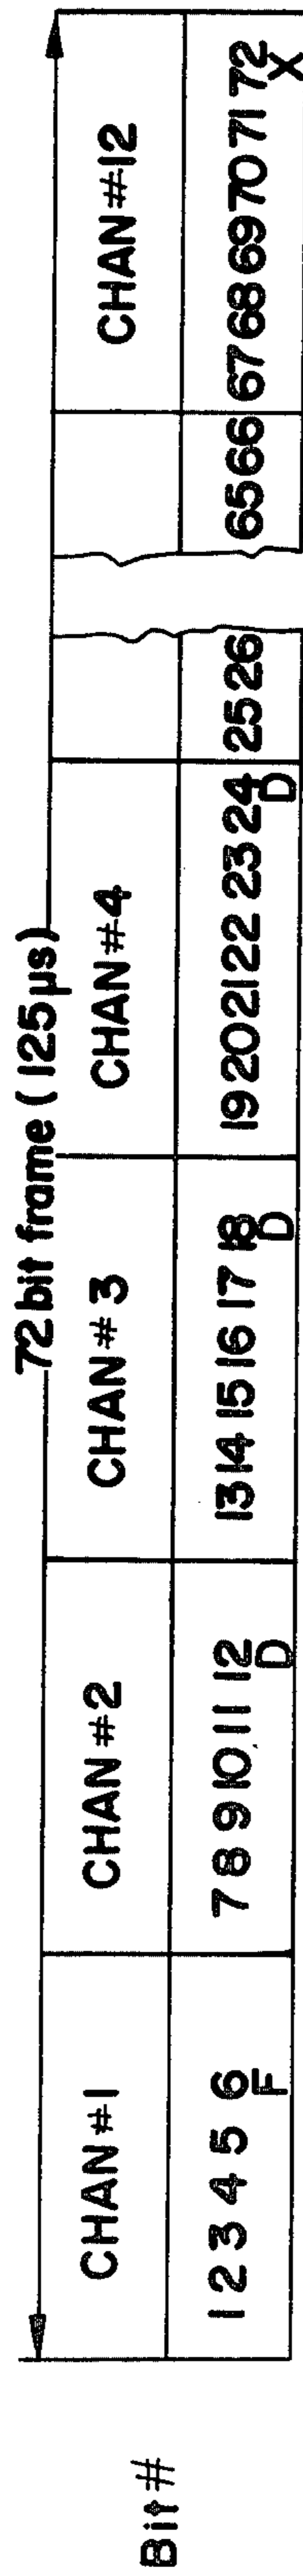 72 bit frame (125µs)
CHAN #1 CHAN #2 CHAN # 3 CHAN #4 CHAN #12
Bit# 1 2 3 4 5 6 7 8 9 10 11 12 13 14 15 16 17 18 19 20 21 22 23 24 25 26 65 66 67 68 69 70 71 72
F D D D X